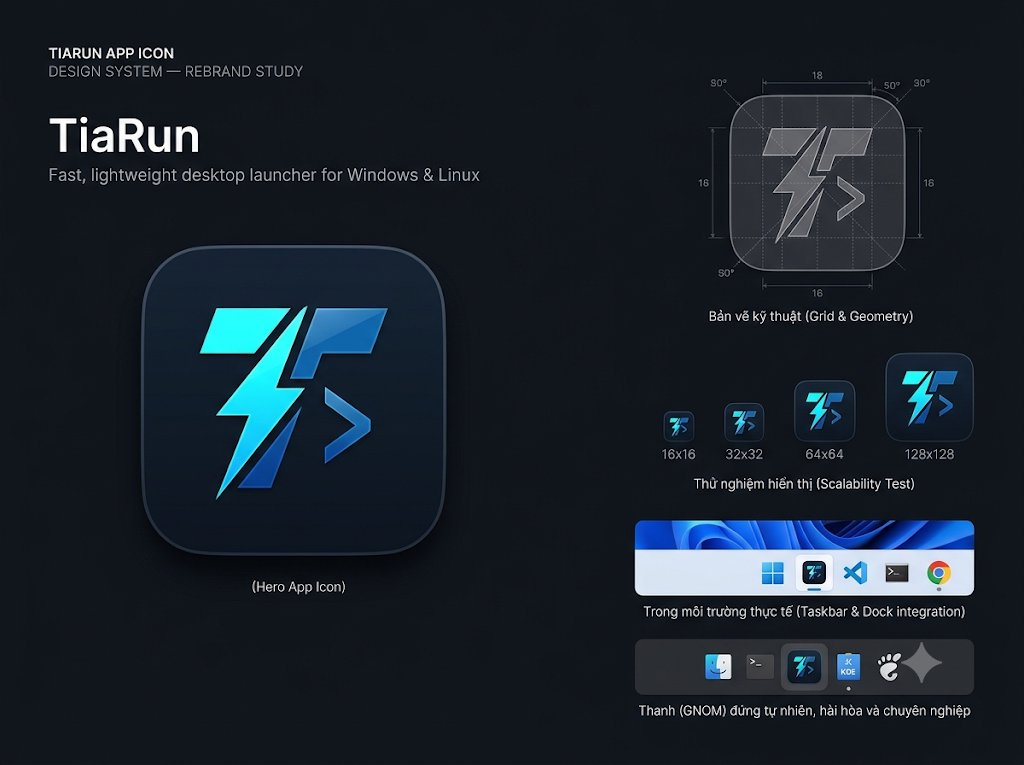 TIARUN APP ICON
DESIGN SYSTEM — REBRAND STUDY
TiaRun
Fast, lightweight desktop launcher for Windows & Linux
(Hero App Icon)
80°
18
50°
30°
16
16
S0°
16
Bản vẽ kỹ thuật (Grid & Geometry)
16x16
32x32
64x64
128x128
Thử nghiệm hiển thị (Scalability Test)
Trong môi trường thực tế (Taskbar & Dock integration)
KDE
Thanh (GNOM) đứng tự nhiên, hài hòa và chuyên nghiệp